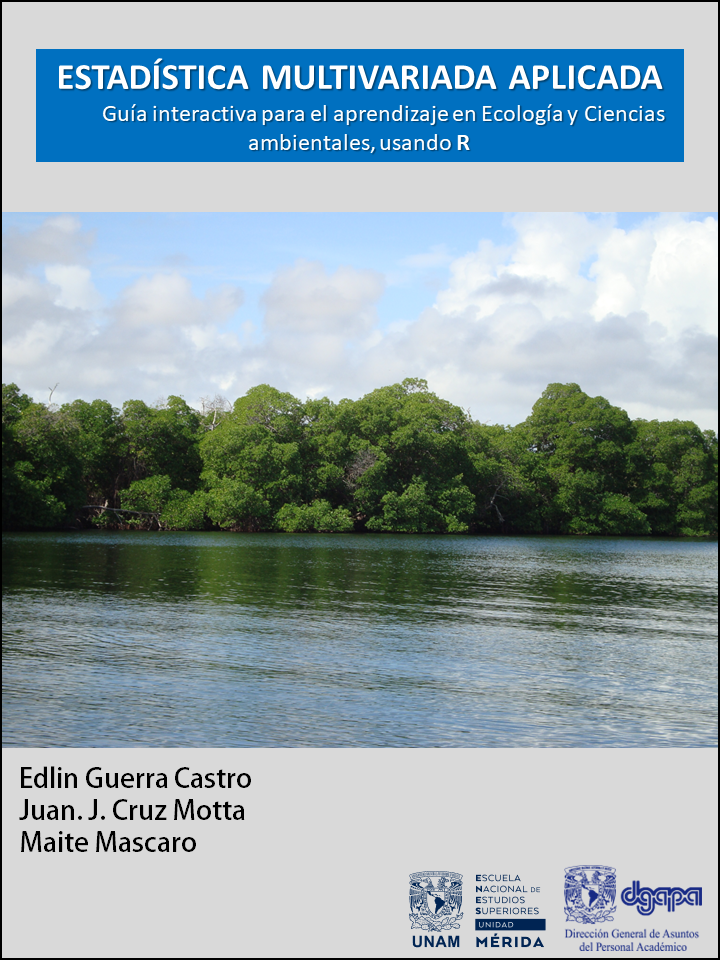 ESTADÍSTICA MULTIVARIADA APLICADA
Guía interactiva para el aprendizaje en Ecología y Ciencias
ambientales, usando R
Edlin Guerra Castro
Juan. J. Cruz Motta
Maite Mascaro
UNAM
ESCUELA
NACIONAL DE
ESTUDIOS
SUPERIORES
UNIDAD
MÉRIDA
dgapa
Dirección General de Asuntos
del Personal Académico